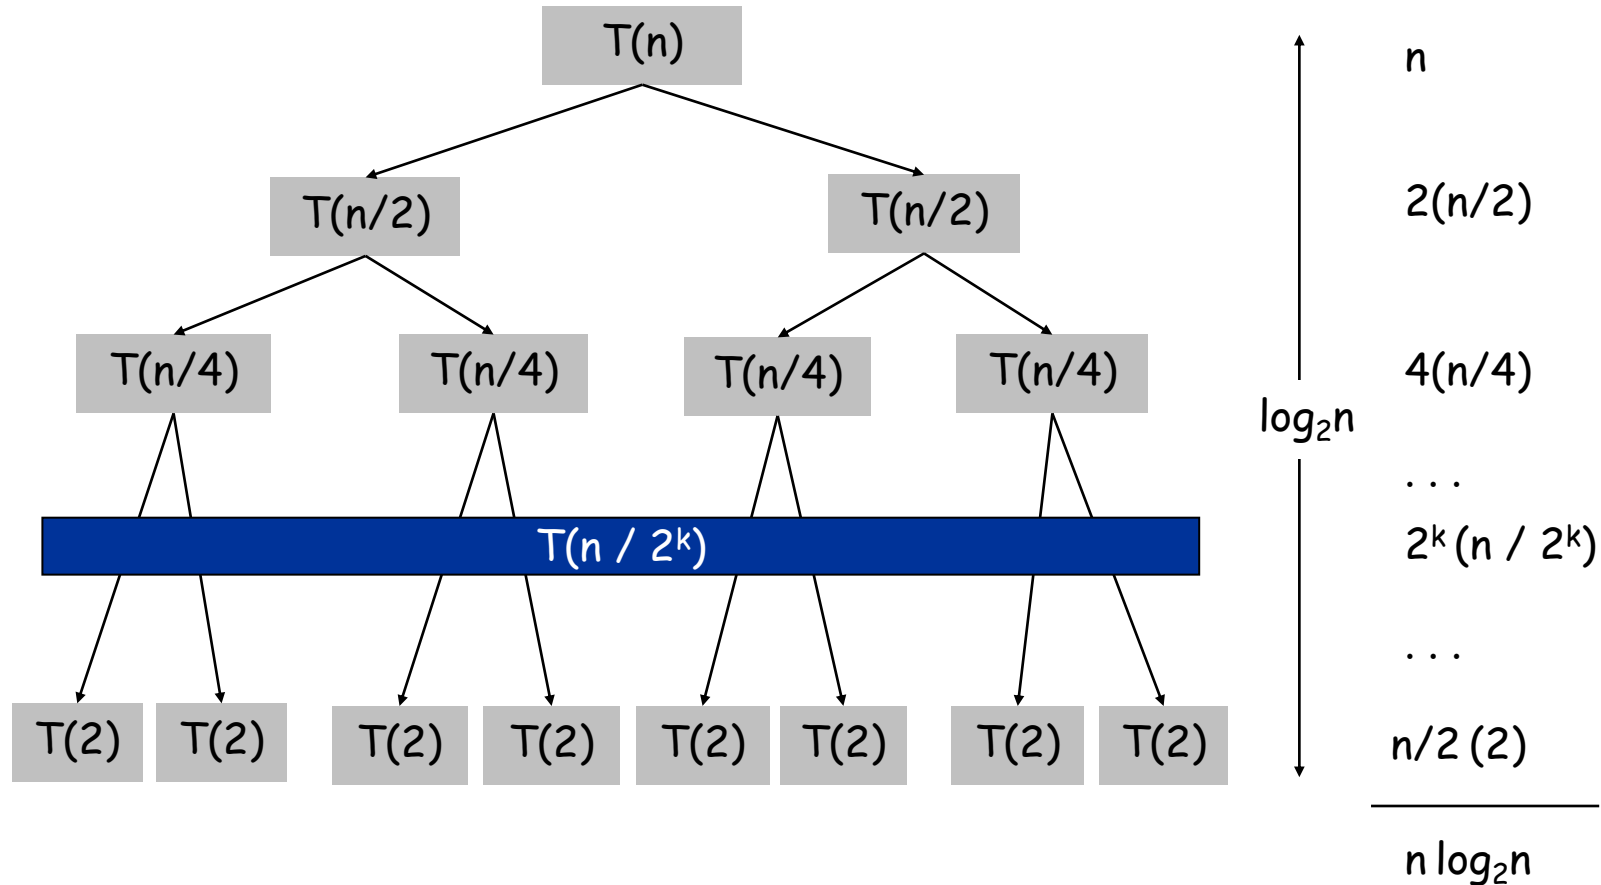 T(n) n
T(n/2) T(n/2) 2(n/2)
T(n/4) T(n/4) T(n/4) T(n/4) 4(n/4)
log₂n
. . .
T(n / 2ᵏ) 2ᵏ (n / 2ᵏ)
. . .
T(2) T(2) T(2) T(2) T(2) T(2) T(2) T(2) n/2 (2)
n log₂n